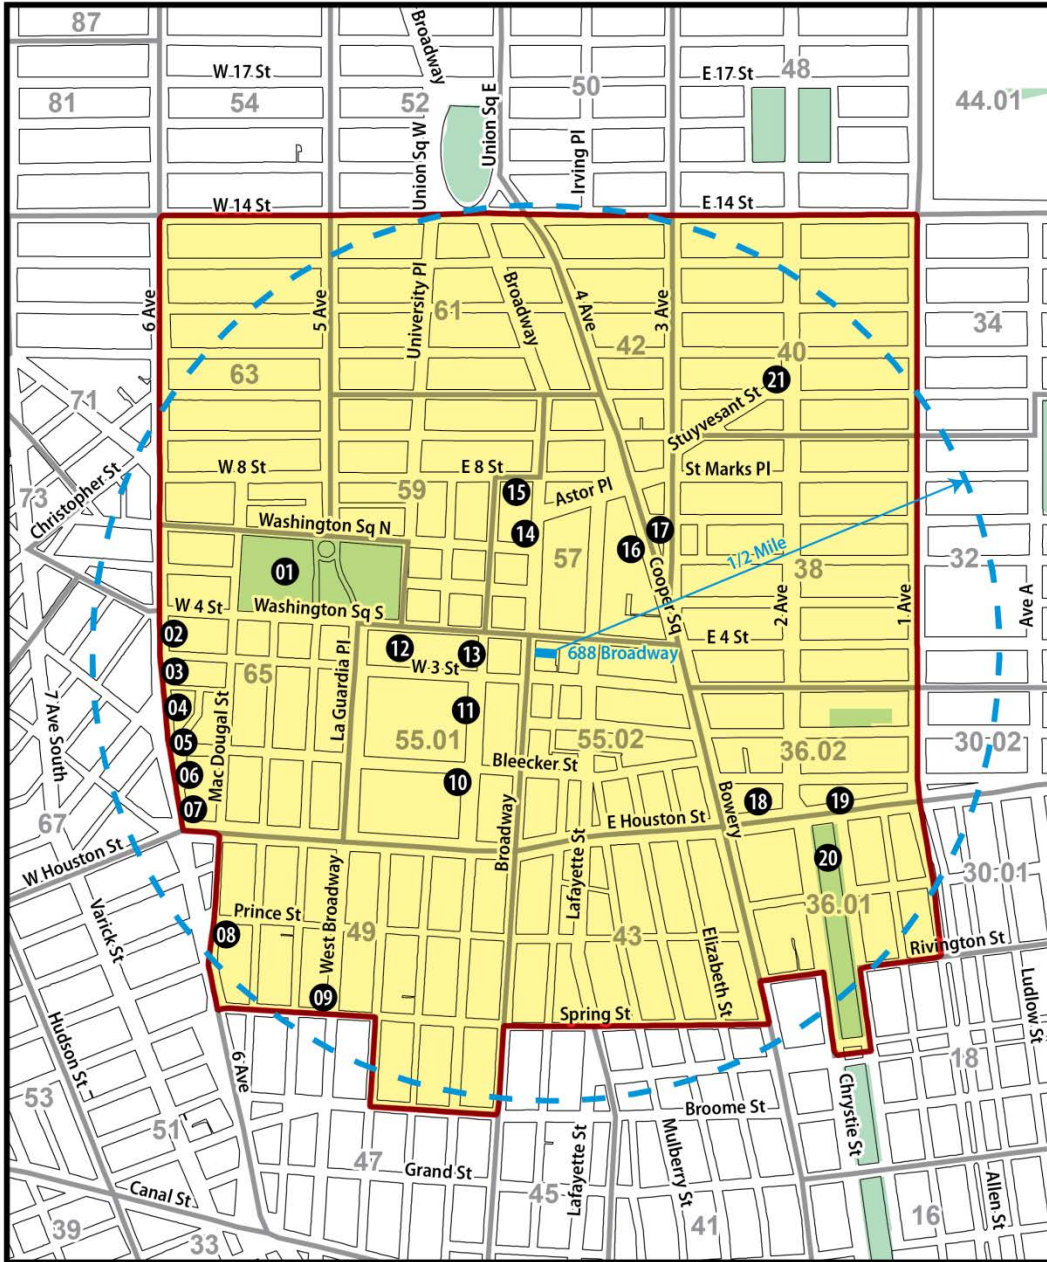 87
Broadway
W 17 St
E 17 St
48
81
54
52
50
44.01
Union Sq W
Union Sq E
Irving Pl
W 14 St
E 14 St
6 Ave
5 Ave
University Pl
61
Broadway
4 Ave
3 Ave
42
40
34
63
71
21
Stuyvesant St
W 8 St
E 8 St
St Marks Pl
Christopher St
73
59
15
Astor Pl
Washington Sq N
14
57
16
17
1/2 Mile
01
38
32
Cooper Sq
2 Ave
1 Ave
Ave A
W 4 St
Washington Sq S
02
12
13
E 4 St
688 Broadway
W 3 St
03
65
La Guardia Pl
04
Mac Dougal St
11
7 Ave South
05
55.01
55.02
36.02
30.02
Bleecker St
06
10
07
18
19
Bowery
67
E Houston St
Broadway
Lafayette St
W Houston St
20
30.01
36.01
Varick St
Prince St
08
West Broadway
49
43
Elizabeth St
Rivington St
09
Spring St
Ludlow St
Hudson St
6 Ave
18
53
51
Broome St
Chrystie St
47
Grand St
Lafayette St
Mulberry St
Canal St
45
41
Allen St
16
39
33